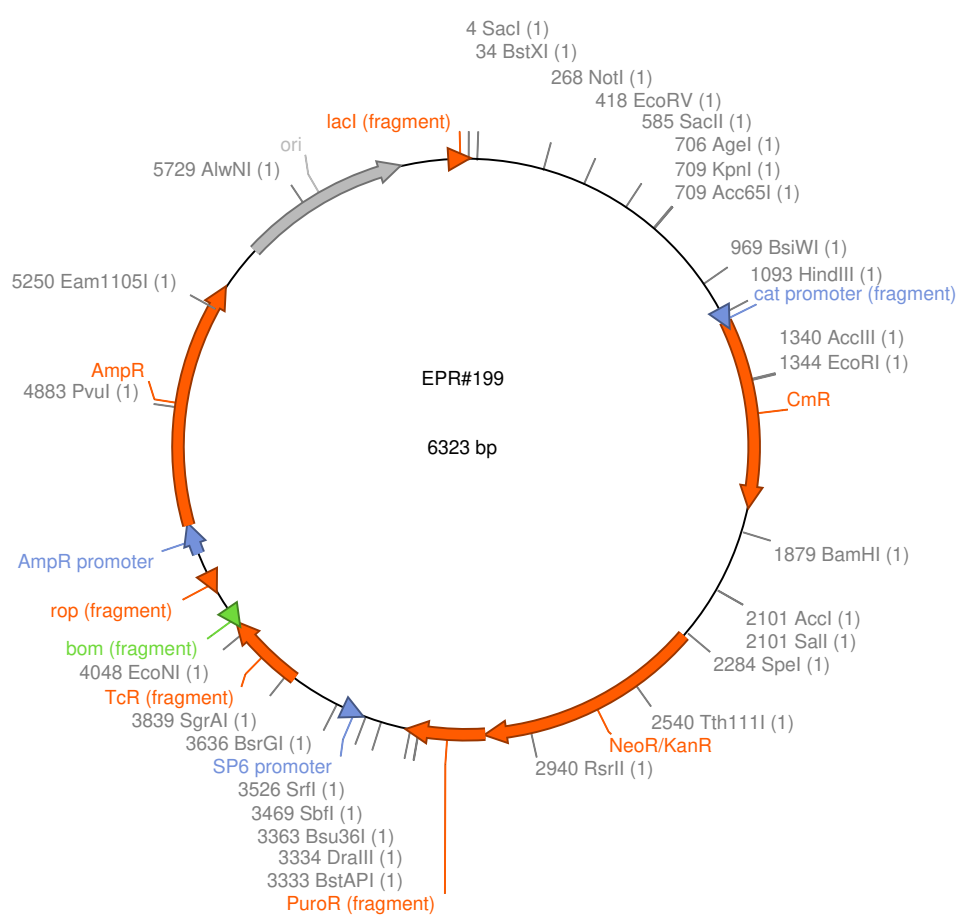 4 SacI (1)
34 BstXI (1)
268 NotI (1)
418 EcoRV (1)
585 SacII (1)
706 AgeI (1)
709 KpnI (1)
709 Acc65I (1)
969 BsiWI (1)
1093 HindIII (1)
cat promoter (fragment)
1340 AccIII (1)
1344 EcoRI (1)
CmR
1879 BamHI (1)
2101 AccI (1)
2101 SalI (1)
2284 SpeI (1)
2540 Tth111I (1)
NeoR/KanR
2940 RsrII (1)
PuroR (fragment)
3333 BstAPI (1)
3334 DraIII (1)
3363 Bsu36I (1)
3469 SbfI (1)
3526 SrfI (1)
SP6 promoter
3636 BsrGI (1)
3839 SgrAI (1)
TcR (fragment)
4048 EcoNI (1)
bom (fragment)
rop (fragment)
AmpR promoter
4883 PvuI (1)
AmpR
5250 Eam1105I (1)
5729 AlwNI (1)
ori
lacI (fragment)
EPR#199
6323 bp